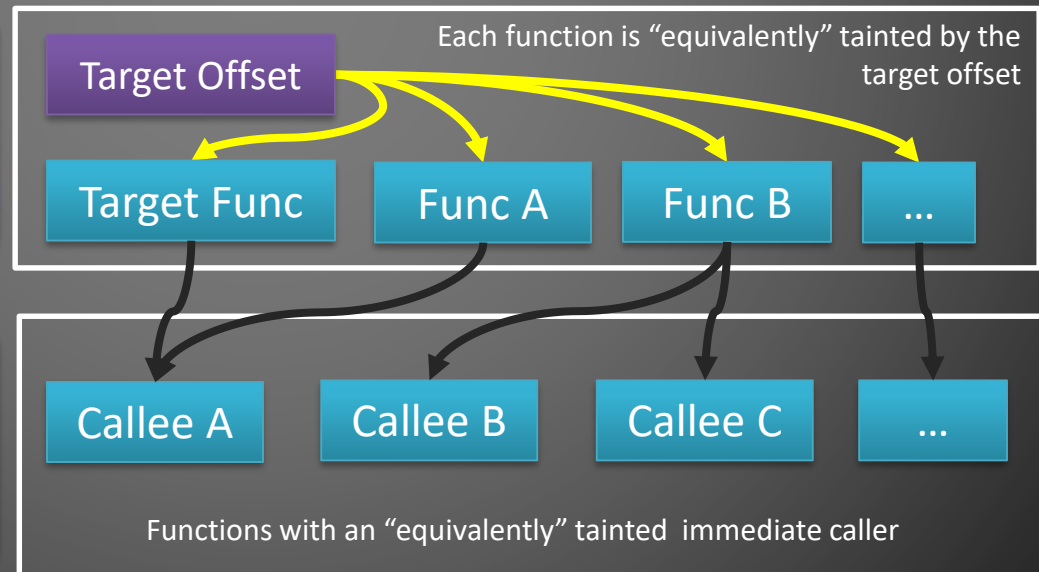 Target Offset
Each function is “equivalently” tainted by the
target offset
Target Func
Func A
Func B
...
Callee A
Callee B
Callee C
...
Functions with an “equivalently” tainted  immediate caller